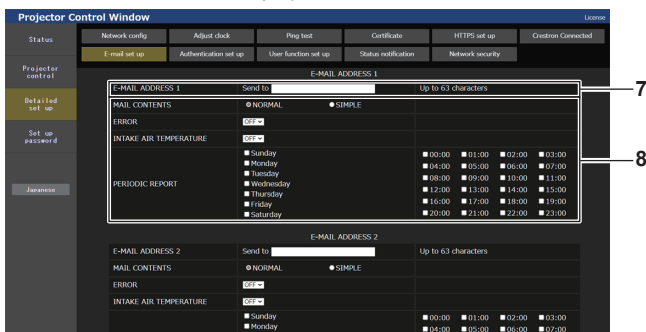 Projector Control Window
License
Status
Network config
Adjust clock
Ping test
Certificate
HTTPS set up
Crestron Connected
E-mail set up
Authentication set up
User function set up
Status notification
Network security
Projector
control
Detailed
set up
Set up
password
Japanese
E-MAIL ADDRESS 1
E-MAIL ADDRESS 1 Send to Up to 63 characters
7
MAIL CONTENTS NORMAL SIMPLE
ERROR OFF
INTAKE AIR TEMPERATURE OFF
8
PERIODIC REPORT
Sunday
Monday
Tuesday
Wednesday
Thursday
Friday
Saturday
00:00 01:00 02:00 03:00
04:00 05:00 06:00 07:00
08:00 09:00 10:00 11:00
12:00 13:00 14:00 15:00
16:00 17:00 18:00 19:00
20:00 21:00 22:00 23:00
E-MAIL ADDRESS 2
E-MAIL ADDRESS 2 Send to Up to 63 characters
MAIL CONTENTS NORMAL SIMPLE
ERROR OFF
INTAKE AIR TEMPERATURE OFF
Sunday
Monday
00:00 01:00 02:00 03:00
04:00 05:00 06:00 07:00